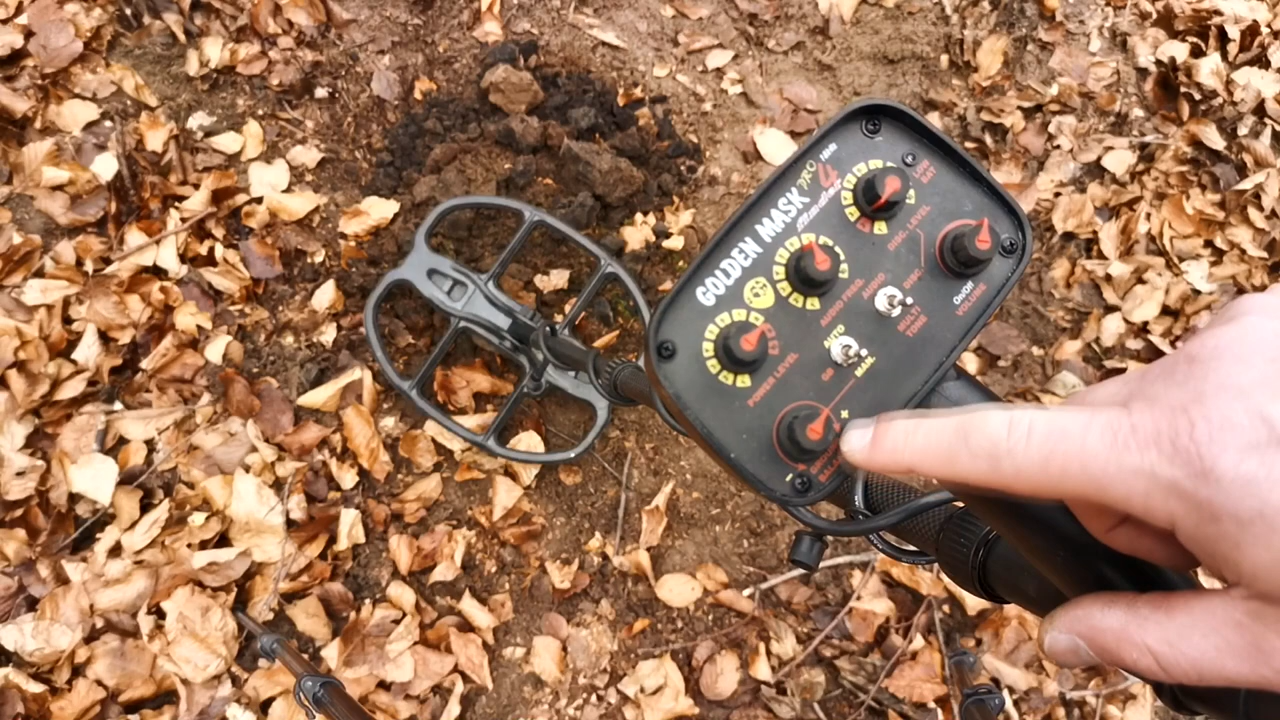 GOLDEN MASK PRO
4
LOW
BAT
DISC. LEVEL
AUDIO FREQ.
AUDIO
DISC.
MULTI
TONE
On/Off
VOLUME
POWER LEVEL
AUTO
GB
MAN.
+
-